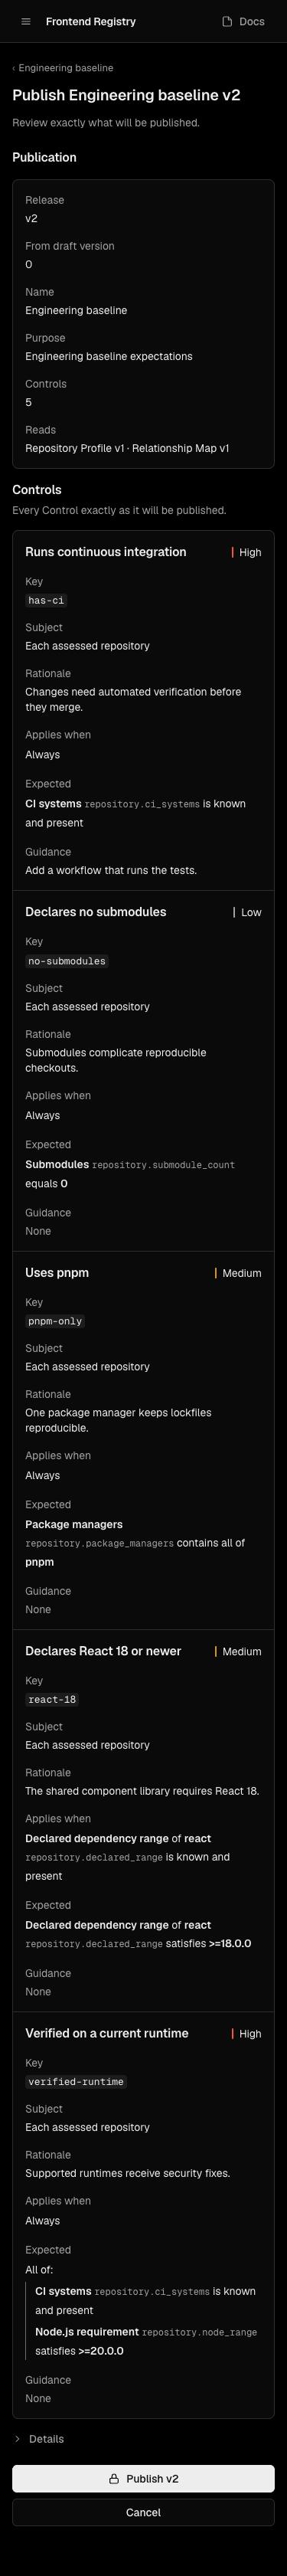 Frontend Registry
Docs
‹ Engineering baseline
Publish Engineering baseline v2
Review exactly what will be published.
Publication
Release
v2
From draft version
0
Name
Engineering baseline
Purpose
Engineering baseline expectations
Controls
5
Reads
Repository Profile v1 · Relationship Map v1
Controls
Every Control exactly as it will be published.
Runs continuous integration
High
Key
has-ci
Subject
Each assessed repository
Rationale
Changes need automated verification before
they merge.
Applies when
Always
Expected
CI systems repository.ci_systems is known
and present
Guidance
Add a workflow that runs the tests.
Declares no submodules
Low
Key
no-submodules
Subject
Each assessed repository
Rationale
Submodules complicate reproducible
checkouts.
Applies when
Always
Expected
Submodules repository.submodule_count
equals 0
Guidance
None
Uses pnpm
Medium
Key
pnpm-only
Subject
Each assessed repository
Rationale
One package manager keeps lockfiles
reproducible.
Applies when
Always
Expected
Package managers
repository.package_managers contains all of
pnpm
Guidance
None
Declares React 18 or newer
Medium
Key
react-18
Subject
Each assessed repository
Rationale
The shared component library requires React 18.
Applies when
Declared dependency range of react
repository.declared_range is known and
present
Expected
Declared dependency range of react
repository.declared_range satisfies >=18.0.0
Guidance
None
Verified on a current runtime
High
Key
verified-runtime
Subject
Each assessed repository
Rationale
Supported runtimes receive security fixes.
Applies when
Always
Expected
All of:
CI systems repository.ci_systems is known
and present
Node.js requirement repository.node_range
satisfies >=20.0.0
Guidance
None
Details
Publish v2
Cancel